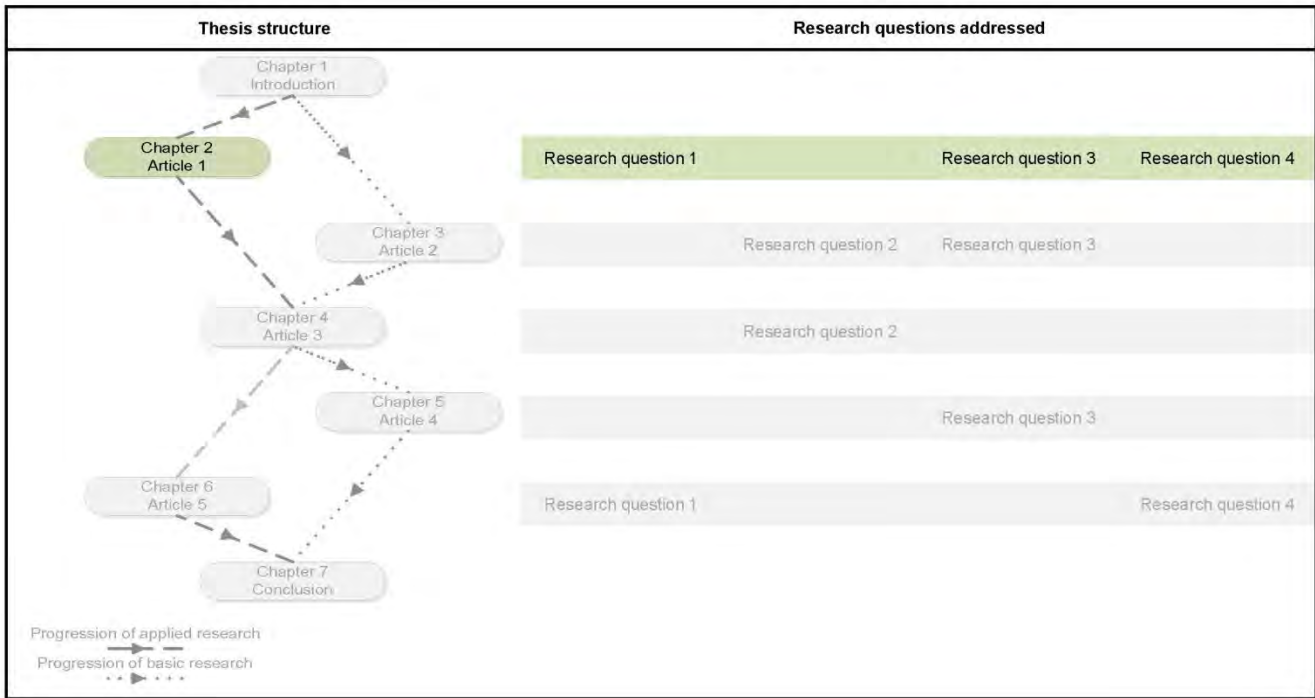 Thesis structure
Research questions addressed
Chapter 1
Introduction
Chapter 2
Article 1
Research question 1
Research question 3
Research question 4
Chapter 3
Article 2
Research question 2
Research question 3
Chapter 4
Article 3
Research question 2
Chapter 5
Article 4
Research question 3
Chapter 6
Article 5
Research question 1
Research question 4
Chapter 7
Conclusion
Progression of applied research
Progression of basic research